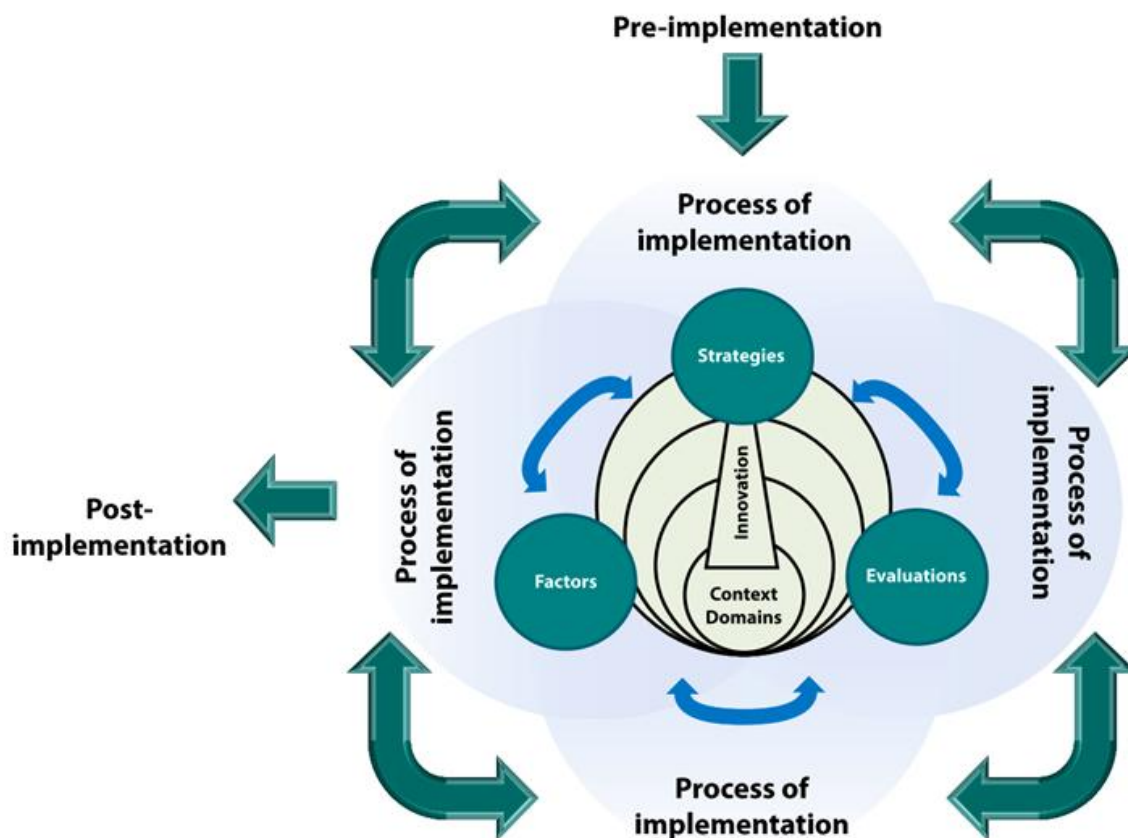 Pre-implementation
Process of
implementation
Strategies
Process of
implementation
Innovation
Process of
implementation
Post-
implementation
Factors
Evaluations
Context
Domains
Process of
implementation